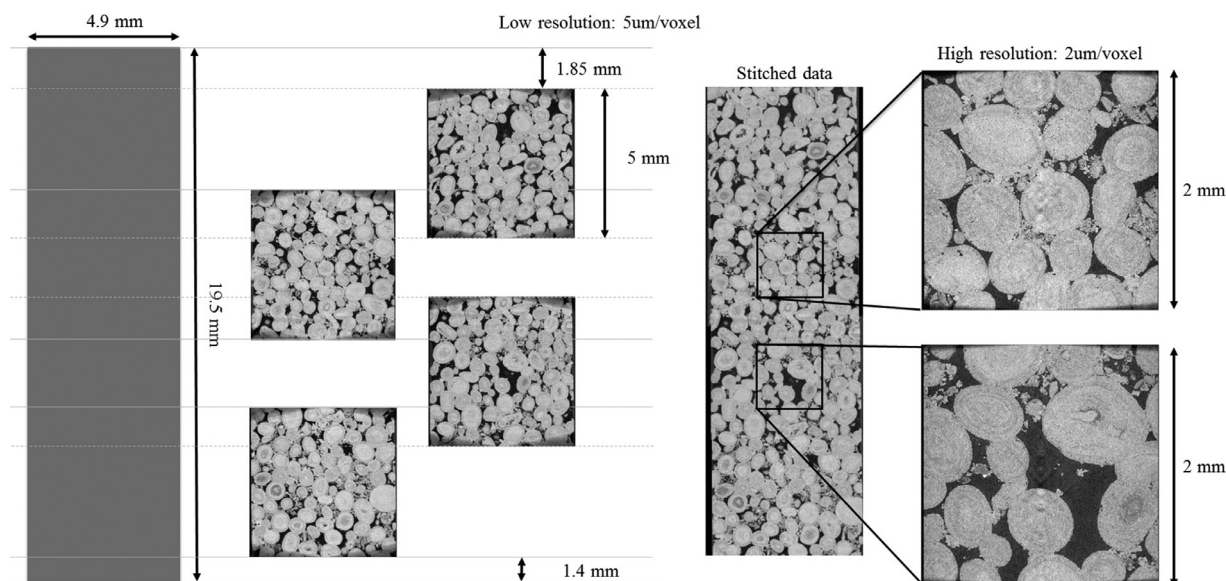 4.9 mm
Low resolution: 5um/voxel
1.85 mm
5 mm
19.5 mm
1.4 mm
Stitched data
High resolution: 2um/voxel
2 mm
2 mm